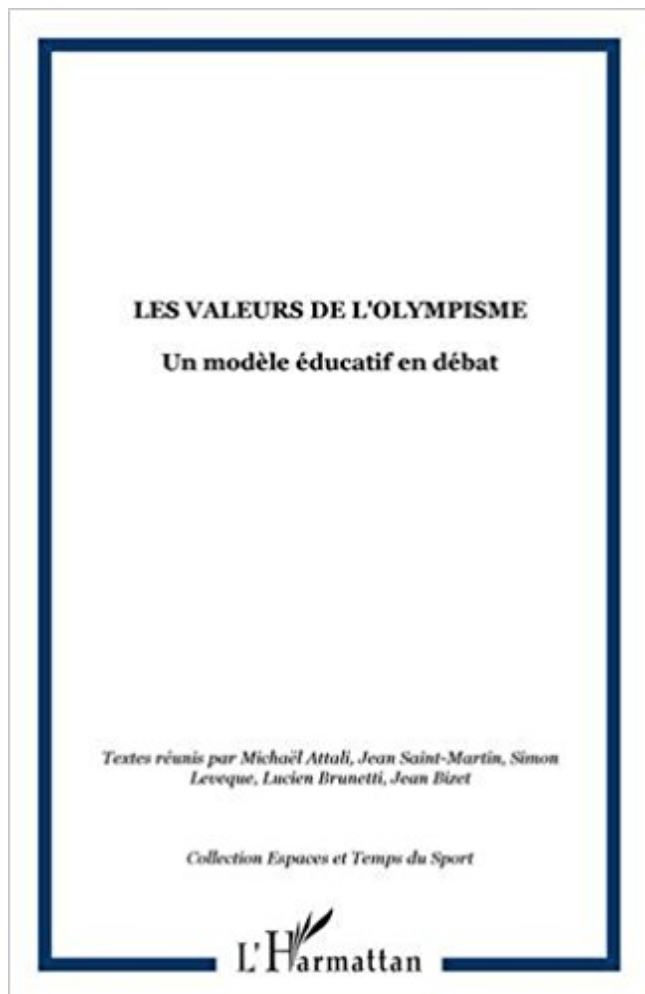 LES VALEURS DE L'OLYMPISME
Un modèle éducatif en débat
Textes réunis par Michaël Attali, Jean Saint-Martin, Simon
Leveque, Lucien Brunetti, Jean Bizet
Collection Espaces et Temps du Sport
L'Harmattan